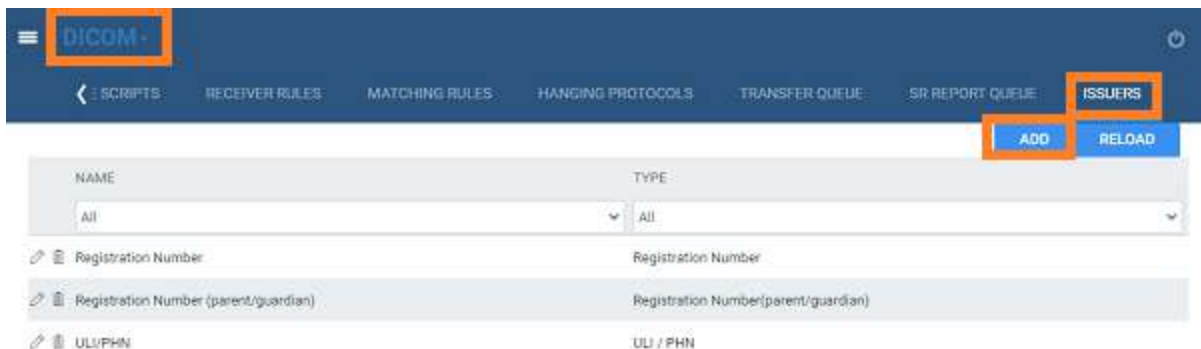 DICOM
SCRIPTS RECEIVER RULES MATCHING RULES HANGING PROTOCOLS TRANSFER QUEUE SR REPORT QUEUE ISSUERS
ADD RELOAD
NAME TYPE
All All
Registration Number Registration Number
Registration Number (parent/guardian) Registration Number(parent/guardian)
ULI/PHN ULI / PHN